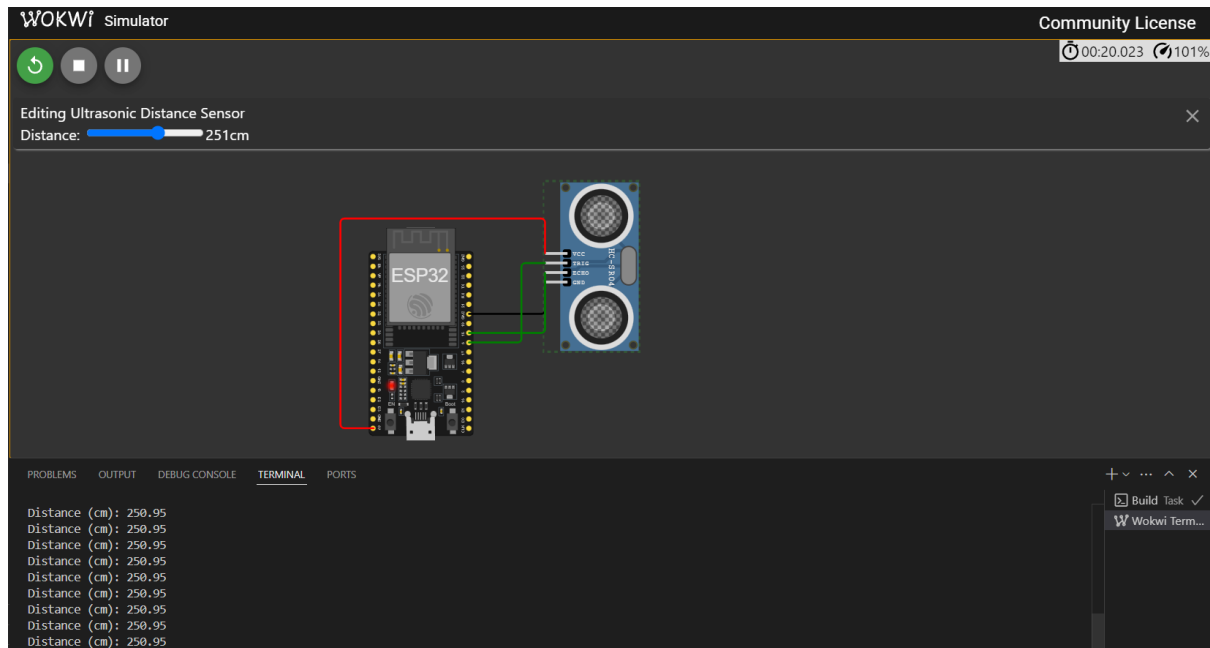 WOKWI Simulator
Community License
00:20.023 101%
Editing Ultrasonic Distance Sensor
Distance: 251cm
VCC
TRIG
ECHO
GND
HC-SR04
ESP32
EN
Boot
PROBLEMS OUTPUT DEBUG CONSOLE TERMINAL PORTS
Build Task
Wokwi Term...
Distance (cm): 250.95
Distance (cm): 250.95
Distance (cm): 250.95
Distance (cm): 250.95
Distance (cm): 250.95
Distance (cm): 250.95
Distance (cm): 250.95
Distance (cm): 250.95
Distance (cm): 250.95